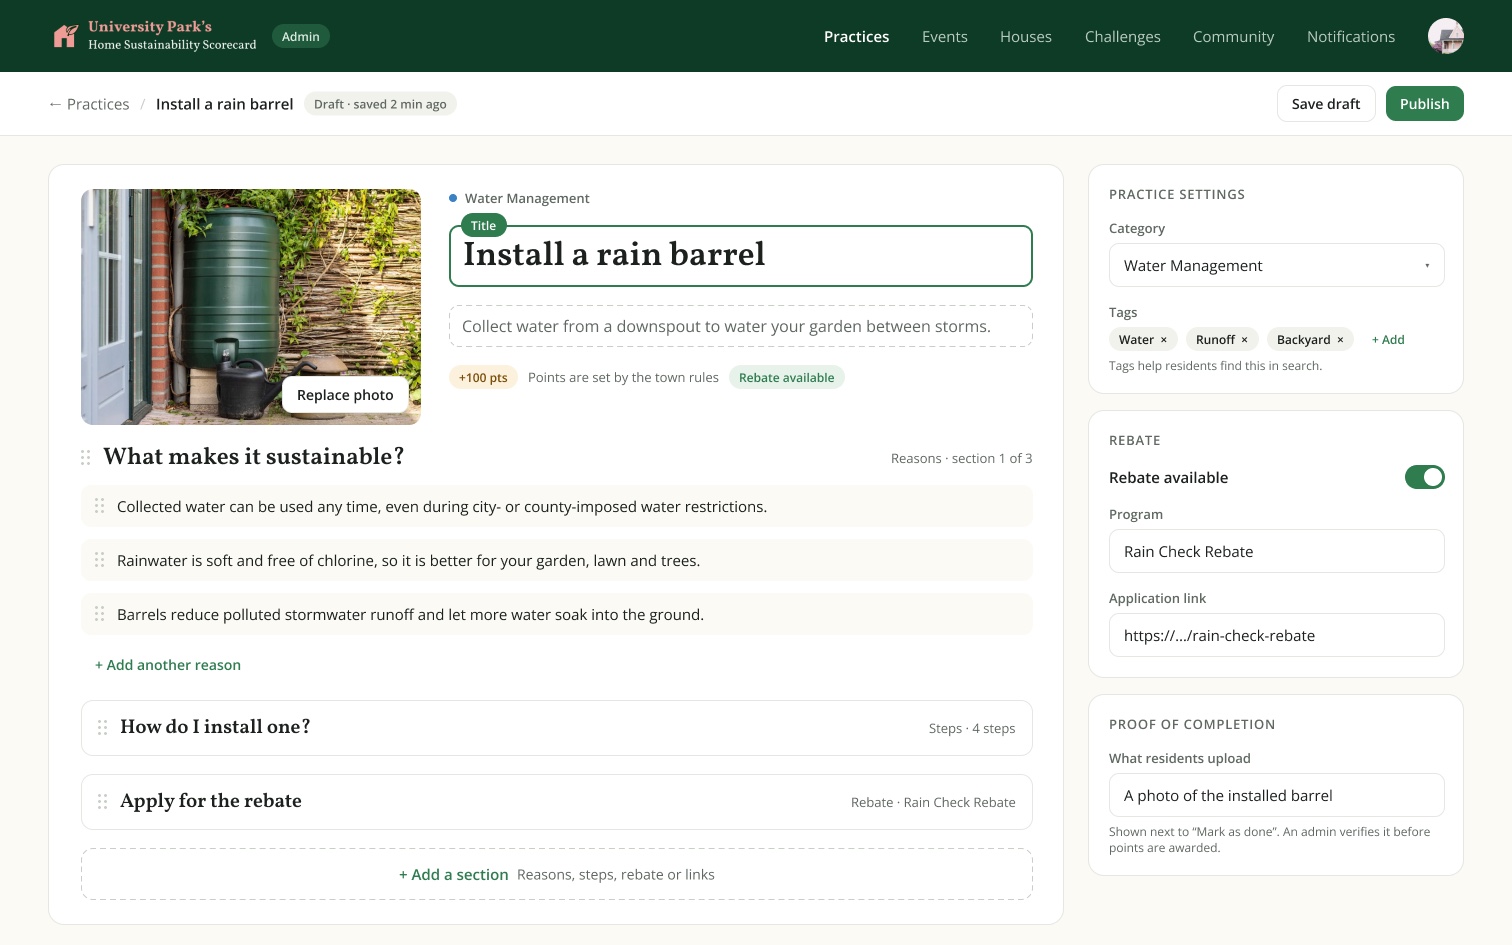 University Park's
Home Sustainability Scorecard
Admin
Practices
Events
Houses
Challenges
Community
Notifications
← Practices / Install a rain barrel
Draft · saved 2 min ago
Save draft
Publish
Water Management
Title
Install a rain barrel
Collect water from a downspout to water your garden between storms.
+100 pts
Points are set by the town rules
Rebate available
Replace photo
What makes it sustainable?
Reasons · section 1 of 3
Collected water can be used any time, even during city- or county-imposed water restrictions.
Rainwater is soft and free of chlorine, so it is better for your garden, lawn and trees.
Barrels reduce polluted stormwater runoff and let more water soak into the ground.
+ Add another reason
How do I install one?
Steps · 4 steps
Apply for the rebate
Rebate · Rain Check Rebate
+ Add a section Reasons, steps, rebate or links
PRACTICE SETTINGS
Category
Water Management
Tags
Water ×
Runoff ×
Backyard ×
+ Add
Tags help residents find this in search.
REBATE
Rebate available
Program
Rain Check Rebate
Application link
https://.../rain-check-rebate
PROOF OF COMPLETION
What residents upload
A photo of the installed barrel
Shown next to “Mark as done”. An admin verifies it before
points are awarded.